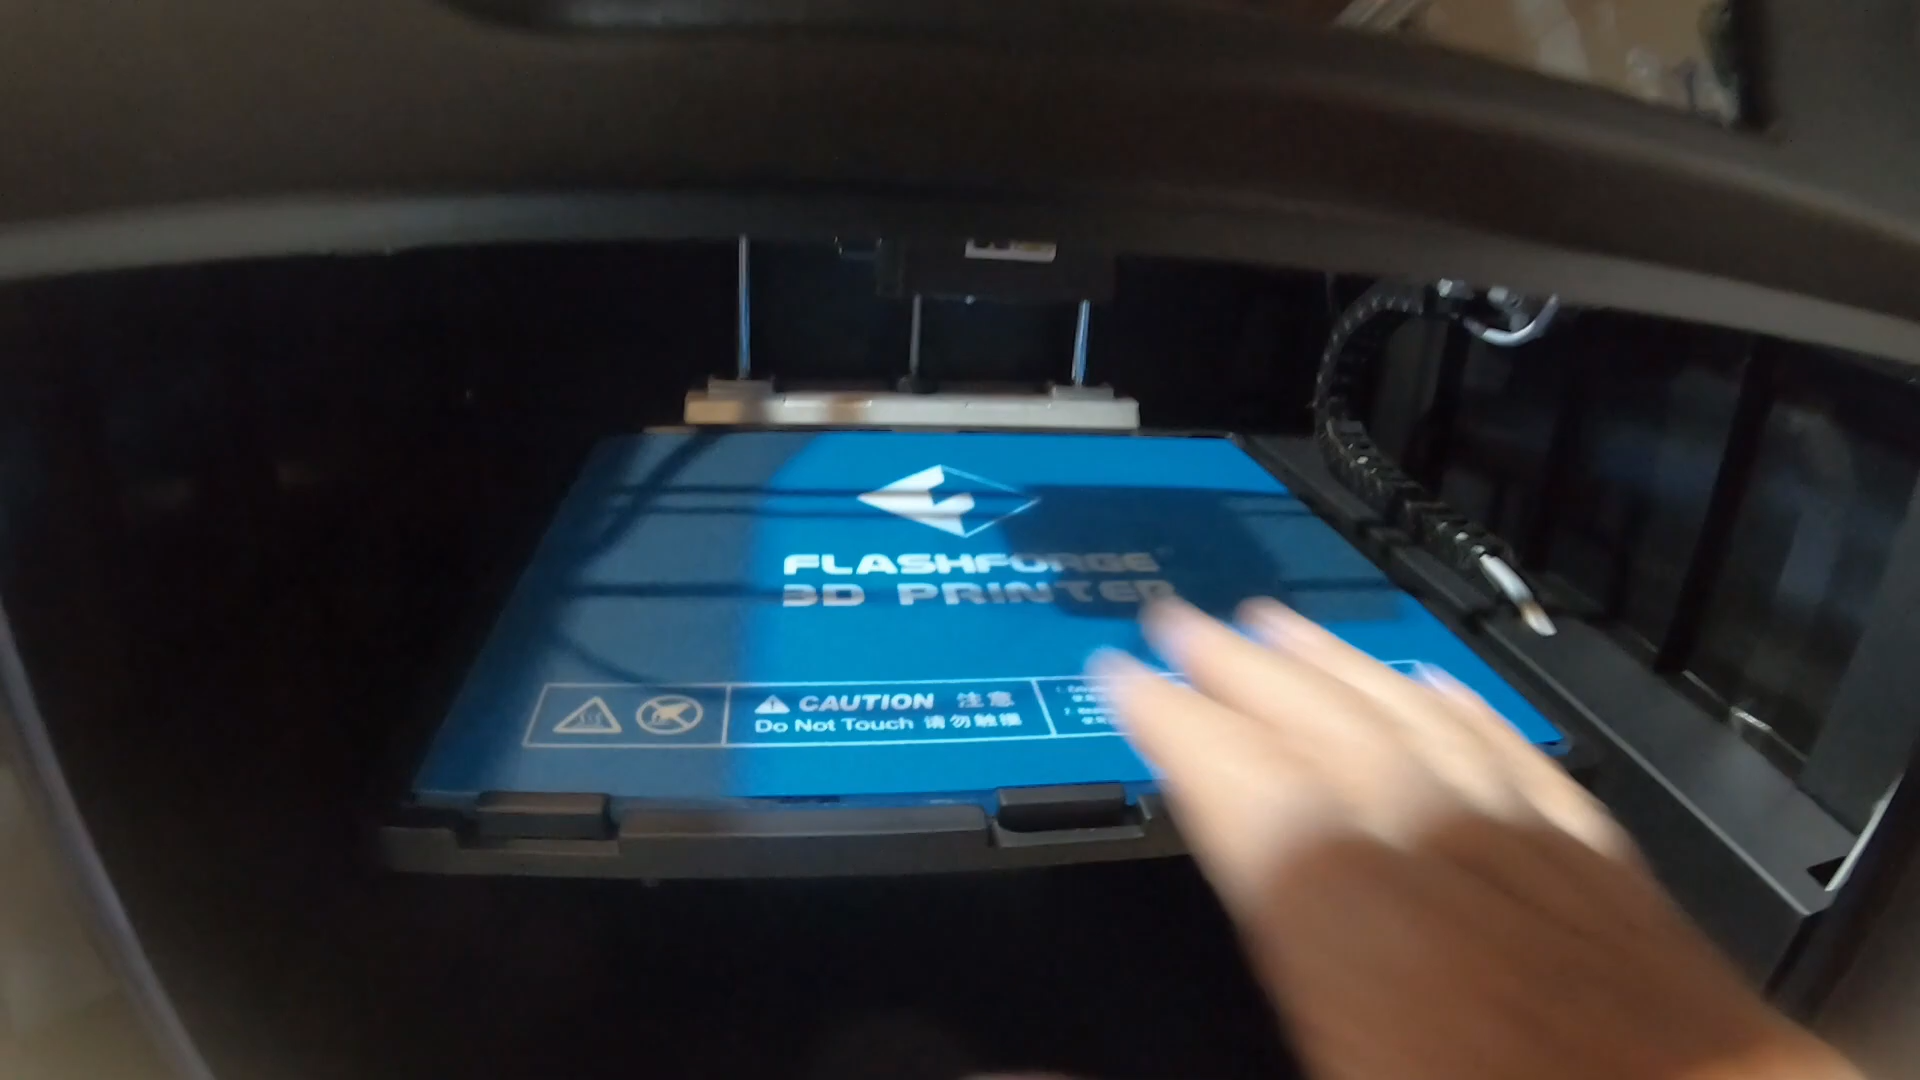 FLASHFORGE
3D PRINTER
CAUTION 注意
Do Not Touch 请勿触摸